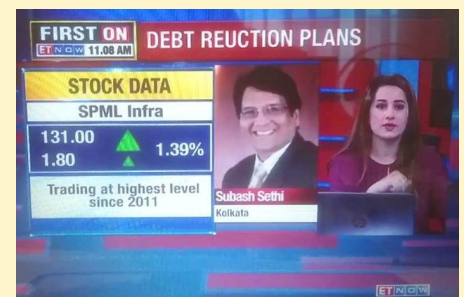 FIRST ON
ET NOW 11.08 AM
DEBT REUCTION PLANS
STOCK DATA
SPML Infra
131.00
1.80
1.39%
Trading at highest level
since 2011
Subash Sethi
Kolkata
ET NOW